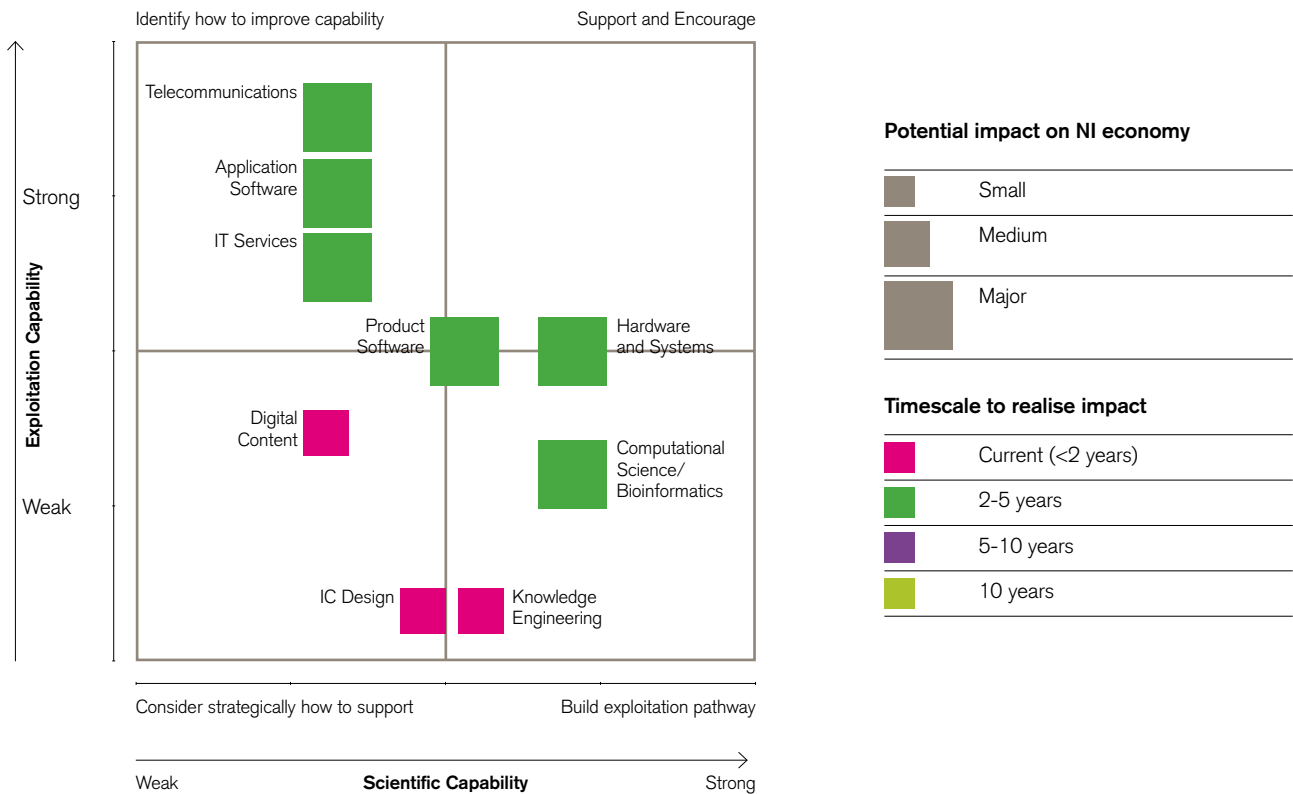 Identify how to improve capability
Support and Encourage
Telecommunications
Application
Software
IT Services
Product
Software
Hardware
and Systems
Digital
Content
Computational
Science/
Bioinformatics
IC Design
Knowledge
Engineering
Strong
Weak
Exploitation Capability
Consider strategically how to support
Build exploitation pathway
Weak
Scientific Capability
Strong
Potential impact on NI economy
Small
Medium
Major
Timescale to realise impact
Current (<2 years)
2-5 years
5-10 years
10 years